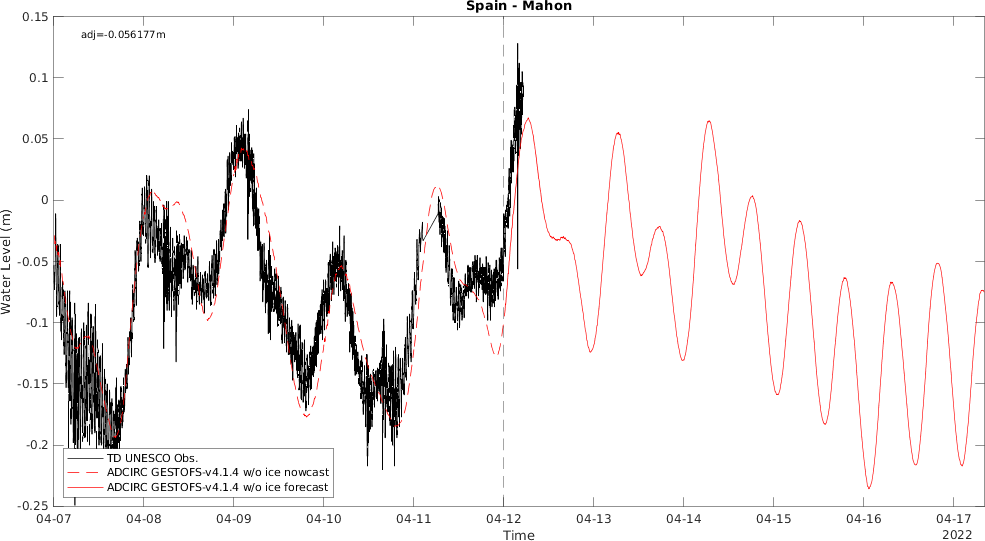 Spain - Mahon
adj=-0.056177m
0.15
0.1
0.05
0
-0.05
-0.1
-0.15
-0.2
-0.25
Water Level (m)
TD UNESCO Obs.
ADCIRC GESTOFS-v4.1.4 w/o ice nowcast
ADCIRC GESTOFS-v4.1.4 w/o ice forecast
04-07 04-08 04-09 04-10 04-11 04-12 04-13 04-14 04-15 04-16 04-17
Time 2022